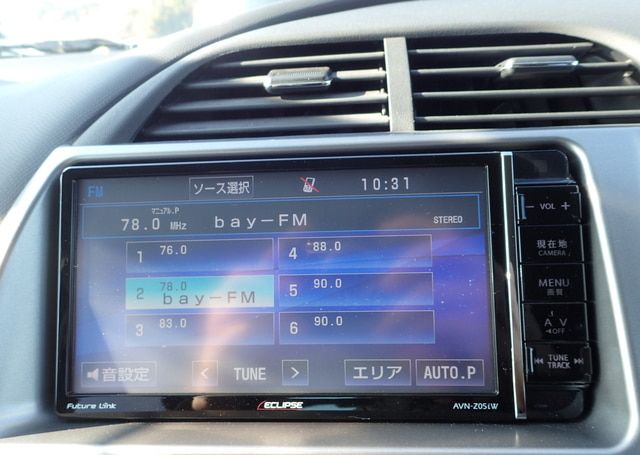 FM ソース選択 10:31
マニュアル.P
78.0 MHz bay-FM STEREO
1 76.0
4 88.0
2 78.0 bay-FM
5 90.0
3 83.0
6 90.0
音設定 < TUNE > エリア AUTO.P
Future Link ECLIPSE AVN-Z05iW
- VOL +
現在地
CAMERA
MENU
画質
A V
OFF
TUNE
TRACK